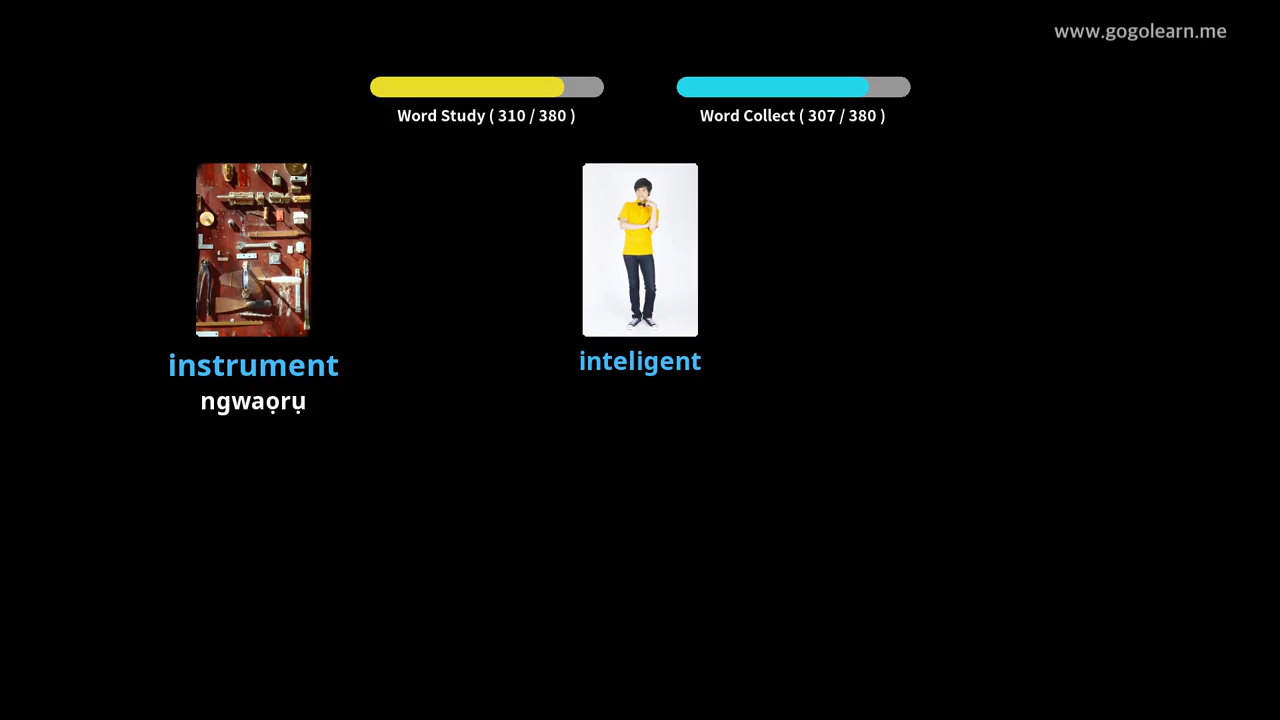 www.gogolearn.me
Word Study ( 310 / 380 )
Word Collect ( 307 / 380 )
instrument
ngwaọrụ
inteligent